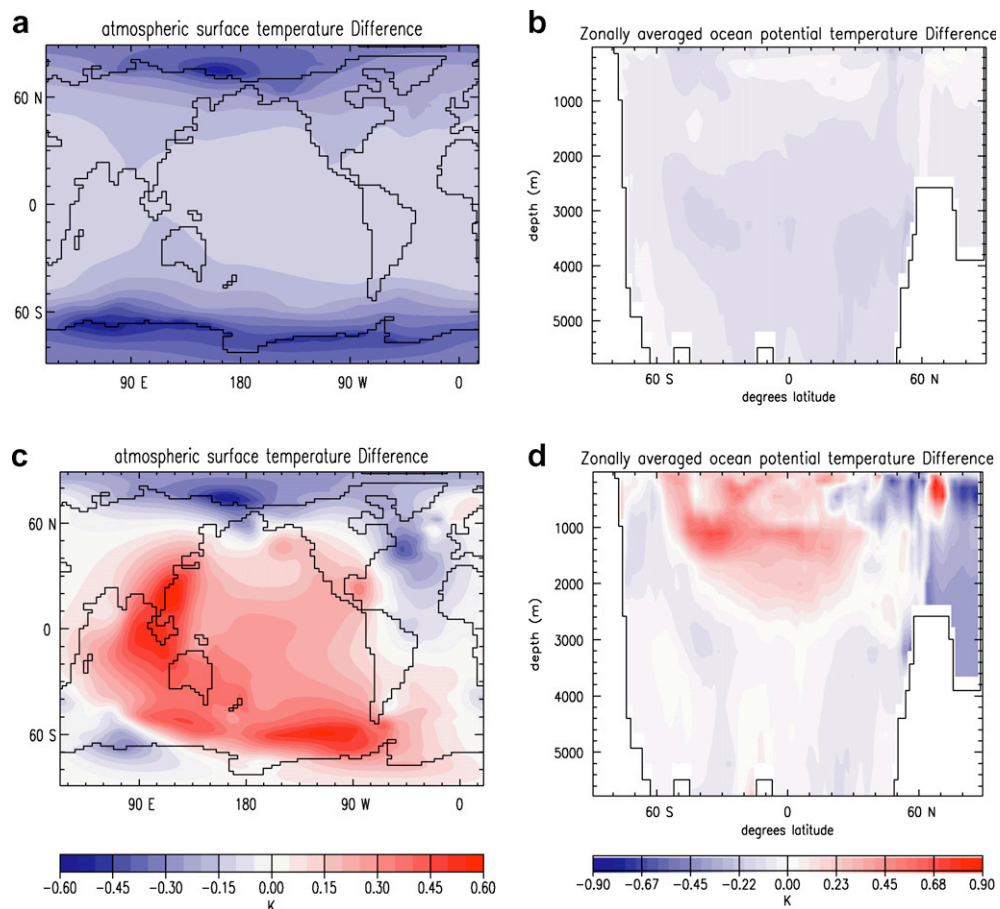 a
atmospheric surface temperature Difference
60 N
0
60 S
90 E 180 90 W 0
b
Zonally averaged ocean potential temperature Difference
1000
2000
3000
4000
5000
depth (m)
60 S 0 60 N
degrees latitude
c
atmospheric surface temperature Difference
60 N
0
60 S
90 E 180 90 W 0
d
Zonally averaged ocean potential temperature Difference
1000
2000
3000
4000
5000
depth (m)
60 S 0 60 N
degrees latitude
−0.60 −0.45 −0.30 −0.15 0.00 0.15 0.30 0.45 0.60
K
−0.90 −0.67 −0.45 −0.22 0.00 0.23 0.45 0.68 0.90
K